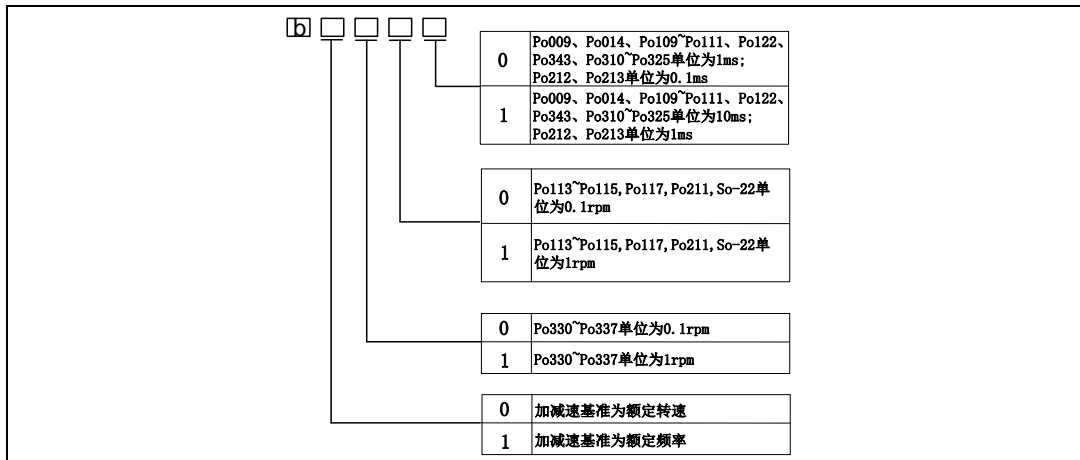 b
0
Po009、Po014、Po109~Po111、Po122、
Po343、Po310~Po325单位为1ms;
Po212、Po213单位为0.1ms
1
Po009、Po014、Po109~Po111、Po122、
Po343、Po310~Po325单位为10ms;
Po212、Po213单位为1ms
0
Po113~Po115,Po117,Po211,So-22单
位为0.1rpm
1
Po113~Po115,Po117,Po211,So-22单
位为1rpm
0
Po330~Po337单位为0.1rpm
1
Po330~Po337单位为1rpm
0
加减速基准为额定转速
1
加减速基准为额定频率